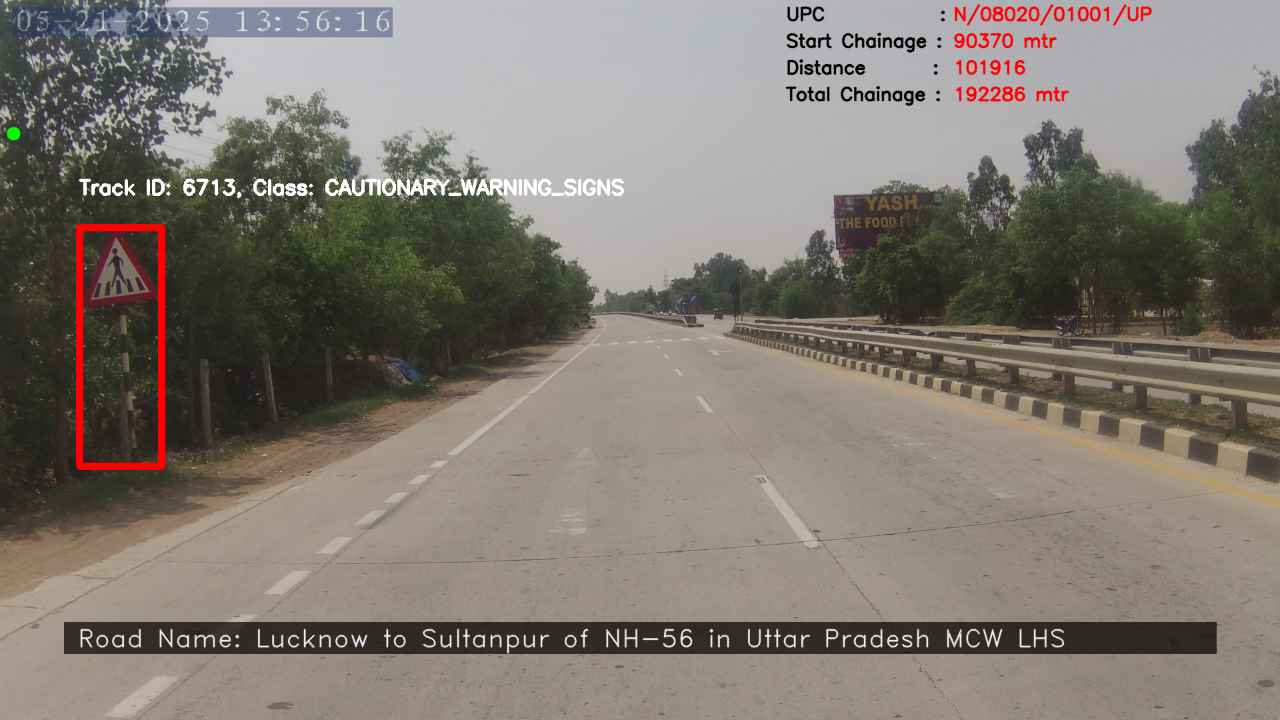 05-21-2025 13:56:16
UPC : N/08020/01001/UP
Start Chainage : 90370 mtr
Distance : 101916
Total Chainage : 192286 mtr
Track ID: 6713, Class: CAUTIONARY_WARNING_SIGNS
YASH
THE FOOD
Road Name: Lucknow to Sultanpur of NH-56 in Uttar Pradesh MCW LHS